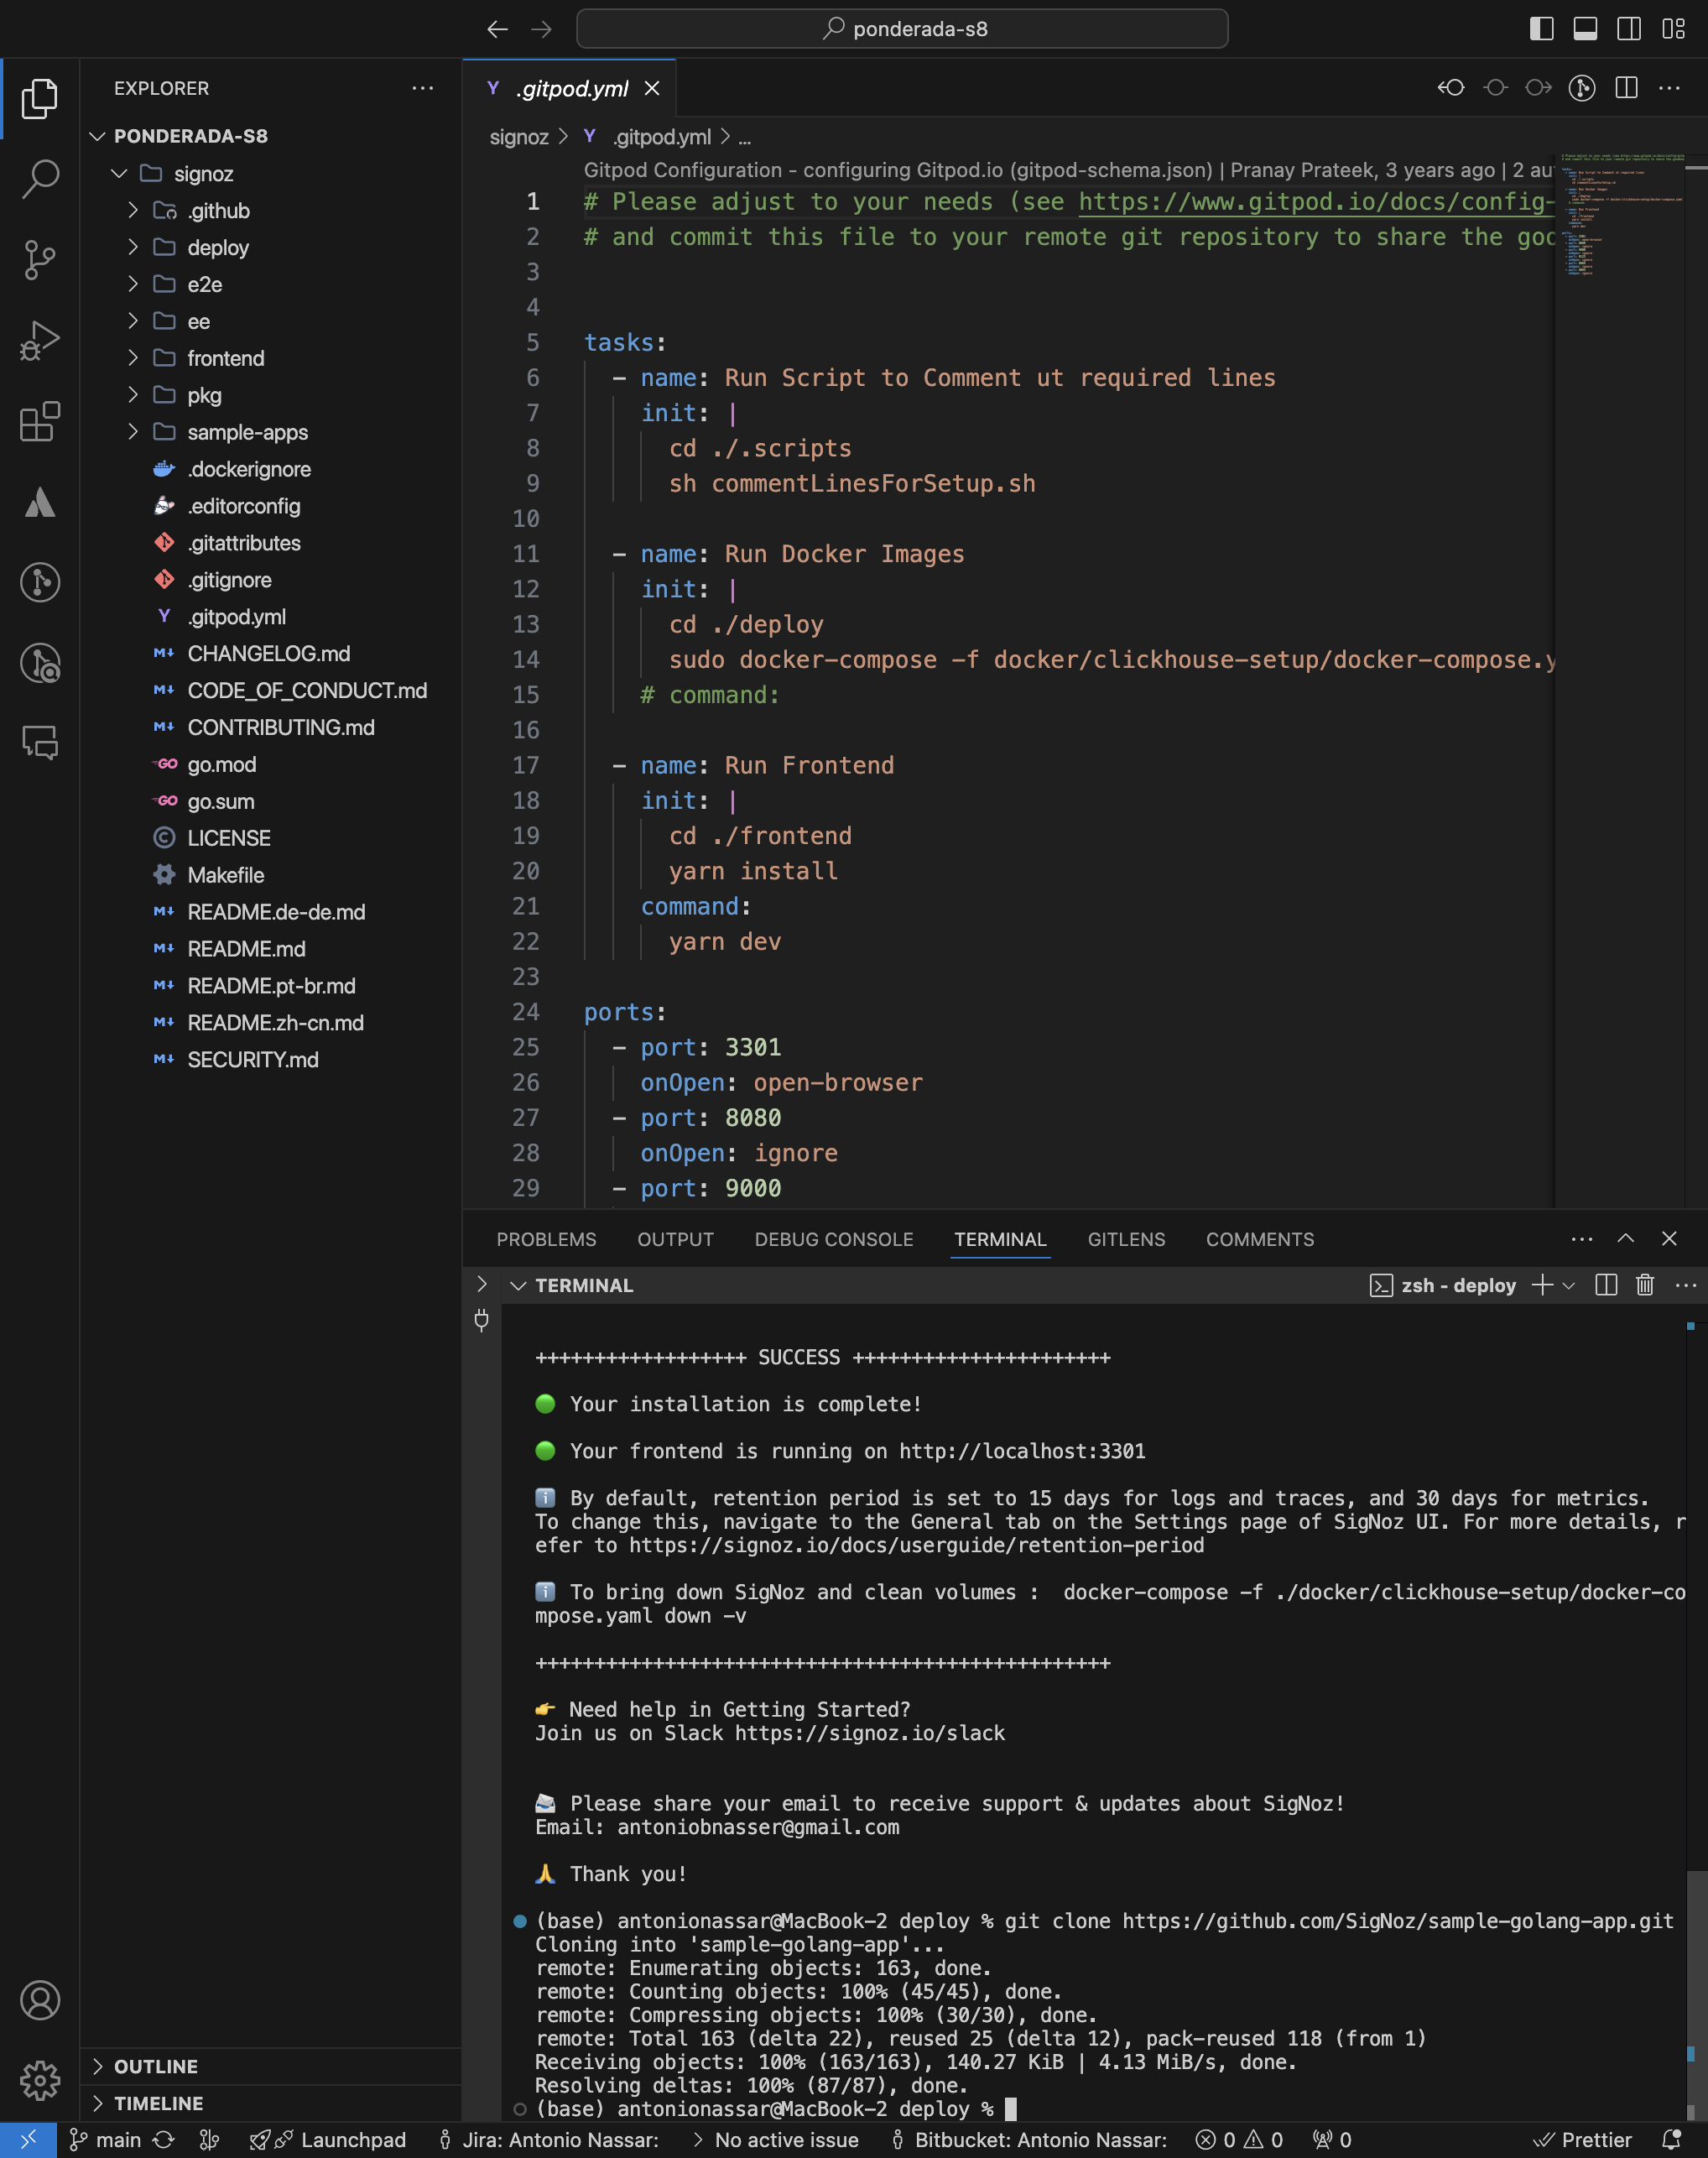 ponderada-s8
EXPLORER
PONDERADA-S8
signoz
.github
deploy
e2e
ee
frontend
pkg
sample-apps
.dockerignore
.editorconfig
.gitattributes
.gitignore
.gitpod.yml
CHANGELOG.md
CODE_OF_CONDUCT.md
CONTRIBUTING.md
go.mod
go.sum
LICENSE
Makefile
README.de-de.md
README.md
README.pt-br.md
README.zh-cn.md
SECURITY.md
OUTLINE
TIMELINE
.gitpod.yml
signoz > .gitpod.yml > ...
Gitpod Configuration - configuring Gitpod.io (gitpod-schema.json) | Pranay Prateek, 3 years ago | 2 au
1 # Please adjust to your needs (see https://www.gitpod.io/docs/config-
2 # and commit this file to your remote git repository to share the goo
3
4
5 tasks:
6 - name: Run Script to Comment ut required lines
7 init: |
8 cd ./.scripts
9 sh commentLinesForSetup.sh
10
11 - name: Run Docker Images
12 init: |
13 cd ./deploy
14 sudo docker-compose -f docker/clickhouse-setup/docker-compose.y
15 # command:
16
17 - name: Run Frontend
18 init: |
19 cd ./frontend
20 yarn install
21 command:
22 yarn dev
23
24 ports:
25 - port: 3301
26 onOpen: open-browser
27 - port: 8080
28 onOpen: ignore
29 - port: 9000
PROBLEMS OUTPUT DEBUG CONSOLE TERMINAL GITLENS COMMENTS
TERMINAL
zsh - deploy
++++++++++++++++++ SUCCESS ++++++++++++++++++++++
🟢 Your installation is complete!
🟢 Your frontend is running on http://localhost:3301
ℹ️ By default, retention period is set to 15 days for logs and traces, and 30 days for metrics.
To change this, navigate to the General tab on the Settings page of SigNoz UI. For more details, r
efer to https://signoz.io/docs/userguide/retention-period
ℹ️ To bring down SigNoz and clean volumes : docker-compose -f ./docker/clickhouse-setup/docker-co
mpose.yaml down -v
+++++++++++++++++++++++++++++++++++++++++++++++++
👉 Need help in Getting Started?
Join us on Slack https://signoz.io/slack
📨 Please share your email to receive support & updates about SigNoz!
Email: antoniobnasser@gmail.com
🙏 Thank you!
(base) antonionassar@MacBook-2 deploy % git clone https://github.com/SigNoz/sample-golang-app.git
Cloning into 'sample-golang-app'...
remote: Enumerating objects: 163, done.
remote: Counting objects: 100% (45/45), done.
remote: Compressing objects: 100% (30/30), done.
remote: Total 163 (delta 22), reused 25 (delta 12), pack-reused 118 (from 1)
Receiving objects: 100% (163/163), 140.27 KiB | 4.13 MiB/s, done.
Resolving deltas: 100% (87/87), done.
(base) antonionassar@MacBook-2 deploy %
main Launchpad Jira: Antonio Nassar: > No active issue Bitbucket: Antonio Nassar: 0 0 0 Prettier